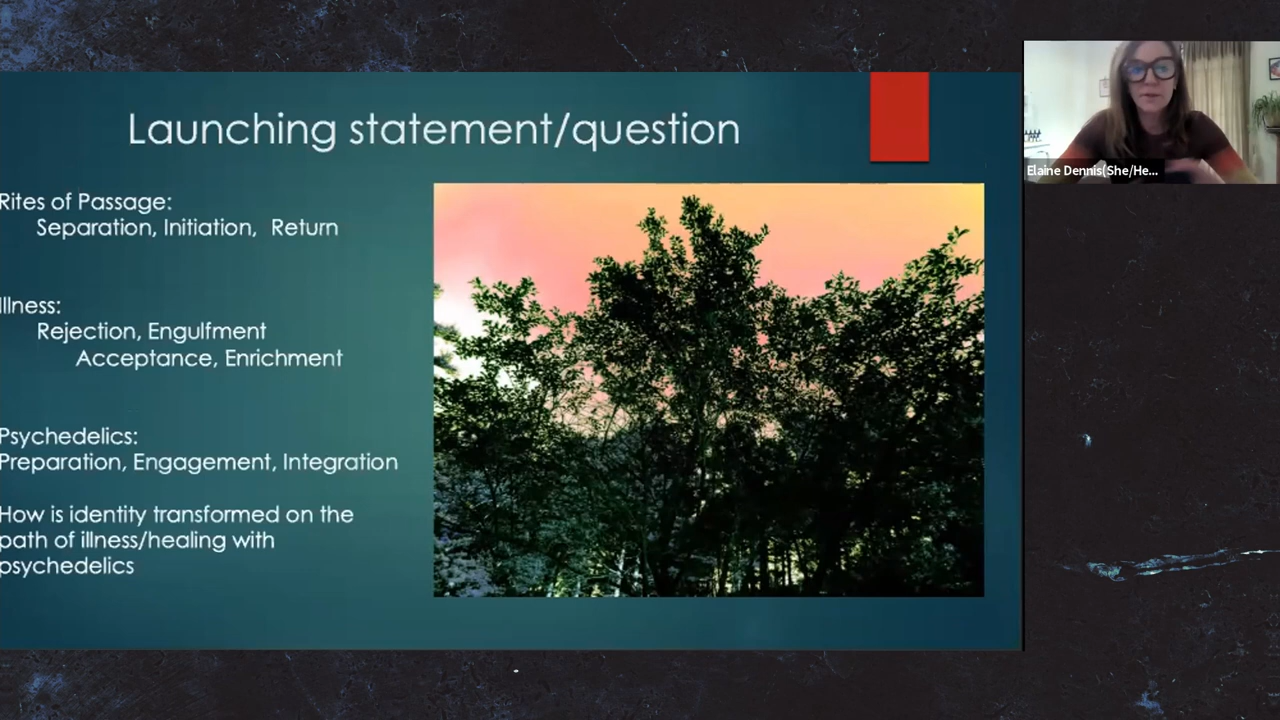 Launching statement/question
Rites of Passage:
Separation, Initiation, Return
Illness:
Rejection, Engulfment
Acceptance, Enrichment
Psychedelics:
Preparation, Engagement, Integration
How is identity transformed on the
path of illness/healing with
psychedelics
Elaine Dennis(She/He...